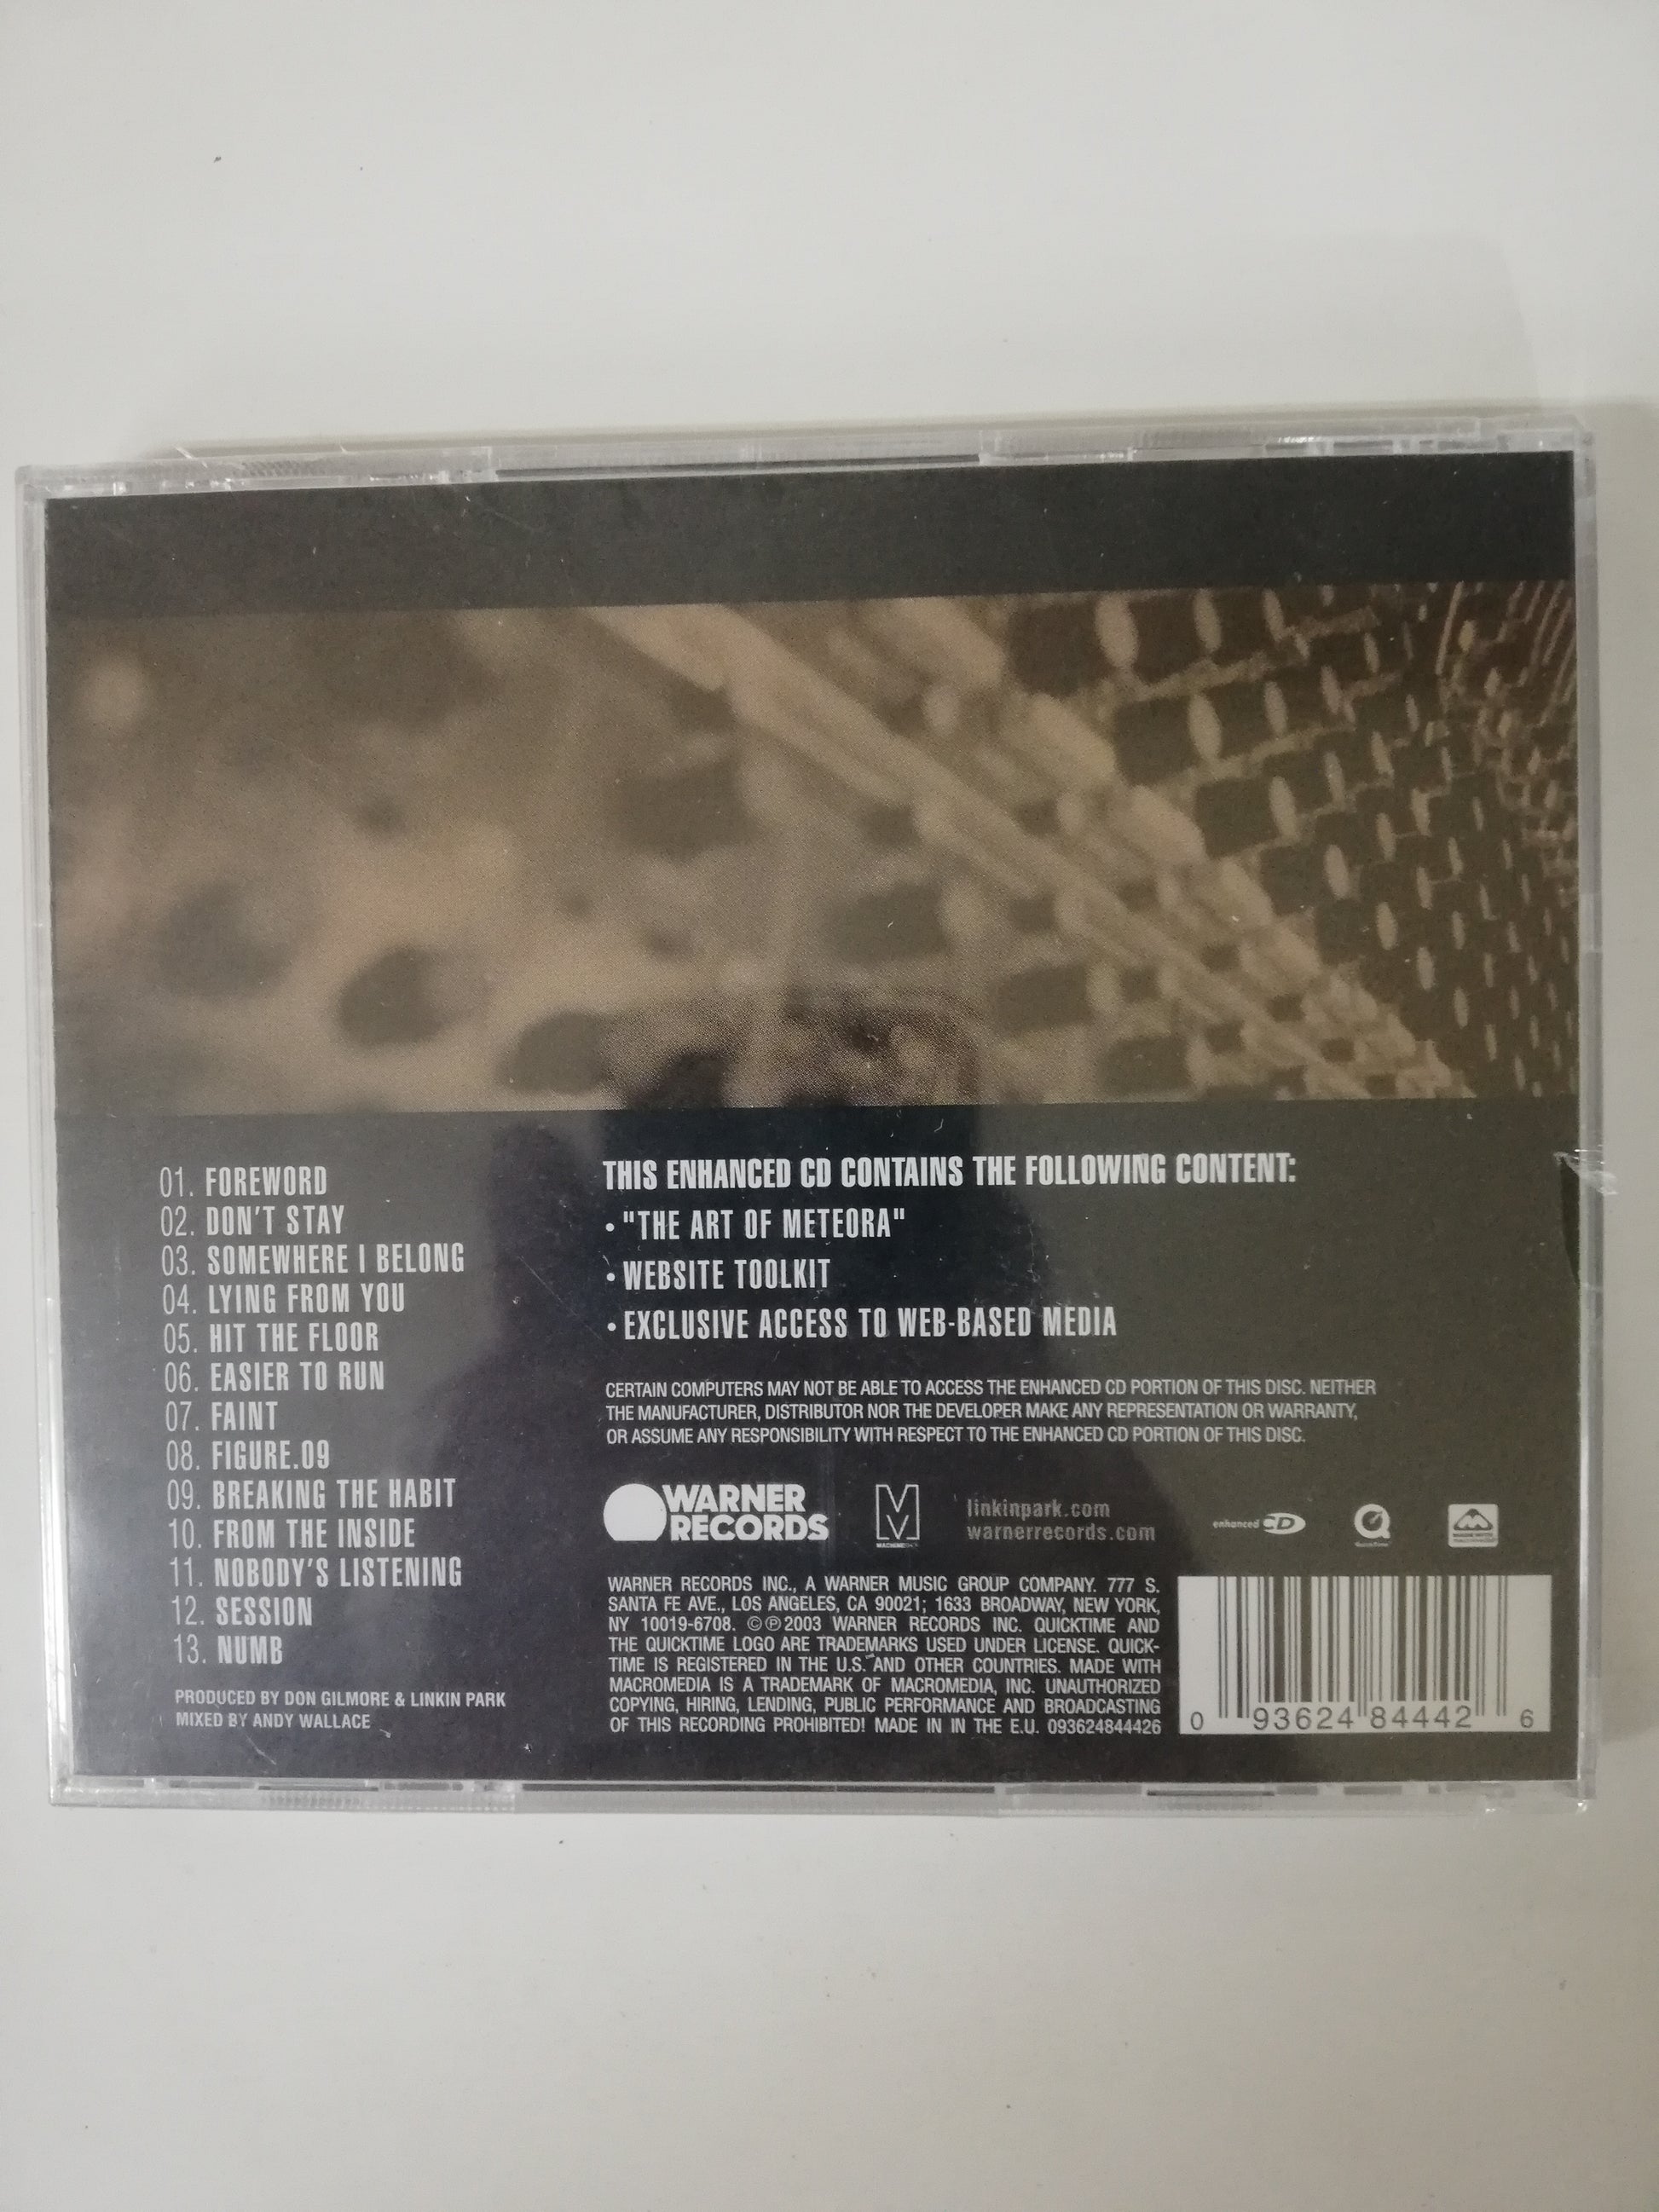 01. FOREWORD
02. DON'T STAY
03. SOMEWHERE I BELONG
04. LYING FROM YOU
05. HIT THE FLOOR
06. EASIER TO RUN
07. FAINT
08. FIGURE.09
09. BREAKING THE HABIT
10. FROM THE INSIDE
11. NOBODY'S LISTENING
12. SESSION
13. NUMB
PRODUCED BY DON GILMORE & LINKIN PARK
MIXED BY ANDY WALLACE
THIS ENHANCED CD CONTAINS THE FOLLOWING CONTENT:
• "THE ART OF METEORA"
• WEBSITE TOOLKIT
• EXCLUSIVE ACCESS TO WEB-BASED MEDIA
CERTAIN COMPUTERS MAY NOT BE ABLE TO ACCESS THE ENHANCED CD PORTION OF THIS DISC. NEITHER
THE MANUFACTURER, DISTRIBUTOR NOR THE DEVELOPER MAKE ANY REPRESENTATION OR WARRANTY,
OR ASSUME ANY RESPONSIBILITY WITH RESPECT TO THE ENHANCED CD PORTION OF THIS DISC.
WARNER
RECORDS
linkinpark.com
warnerrecords.com
enhanced CD
WARNER RECORDS INC., A WARNER MUSIC GROUP COMPANY. 777 S.
SANTA FE AVE., LOS ANGELES, CA 90021; 1633 BROADWAY, NEW YORK,
NY 10019-6708. ©℗2003 WARNER RECORDS INC. QUICKTIME AND
THE QUICKTIME LOGO ARE TRADEMARKS USED UNDER LICENSE. QUICK-
TIME IS REGISTERED IN THE U.S. AND OTHER COUNTRIES. MADE WITH
MACROMEDIA IS A TRADEMARK OF MACROMEDIA, INC. UNAUTHORIZED
COPYING, HIRING, LENDING, PUBLIC PERFORMANCE AND BROADCASTING
OF THIS RECORDING PROHIBITED! MADE IN IN THE E.U. 093624844426
0 93624 84442 6